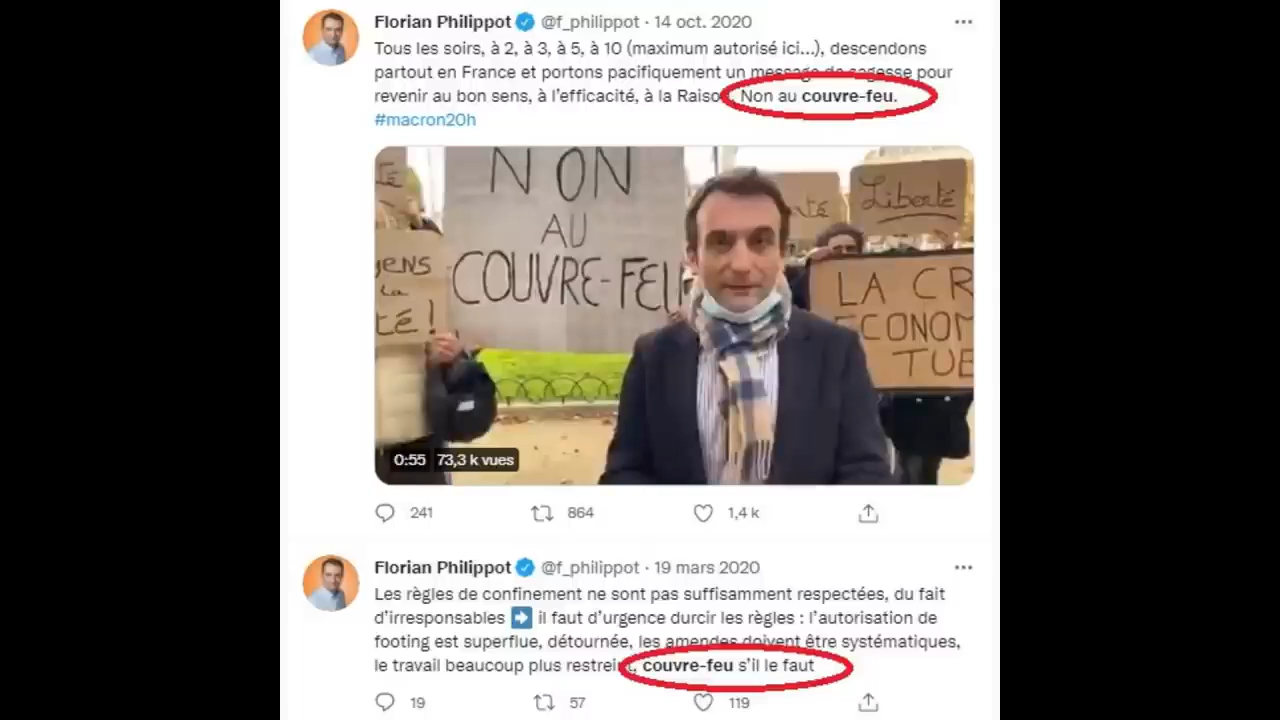 Florian Philippot @f_philippot · 14 oct. 2020
Tous les soirs, à 2, à 3, à 5, à 10 (maximum autorisé ici...), descendons
partout en France et portons pacifiquement un message de sagesse pour
revenir au bon sens, à l'efficacité, à la Raison. Non au couvre-feu.
#macron20h
NON
AU
COUVRE-FEU
té
Liberté
gens
la
té !
LA CR
ECONOM
TUE
0:55 73,3 k vues
241 864 1,4 k
Florian Philippot @f_philippot · 19 mars 2020
Les règles de confinement ne sont pas suffisamment respectées, du fait
d'irresponsables ➡ il faut d'urgence durcir les règles : l'autorisation de
footing est superflue, détournée, les amendes doivent être systématiques,
le travail beaucoup plus restreint, couvre-feu s'il le faut
19 57 119